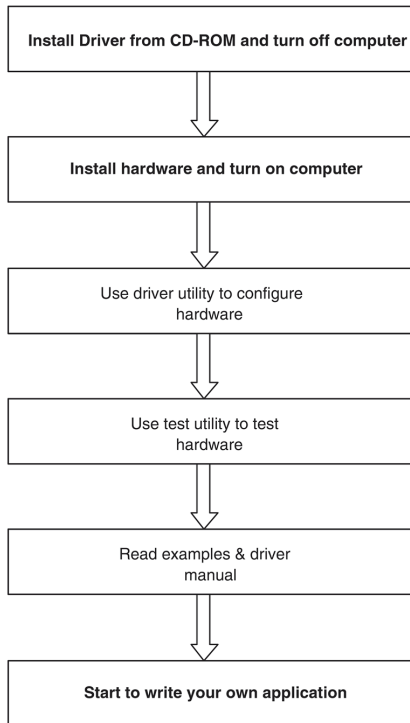 Install Driver from CD-ROM and turn off computer
Install hardware and turn on computer
Use driver utility to configure
hardware
Use test utility to test
hardware
Read examples & driver
manual
Start to write your own application